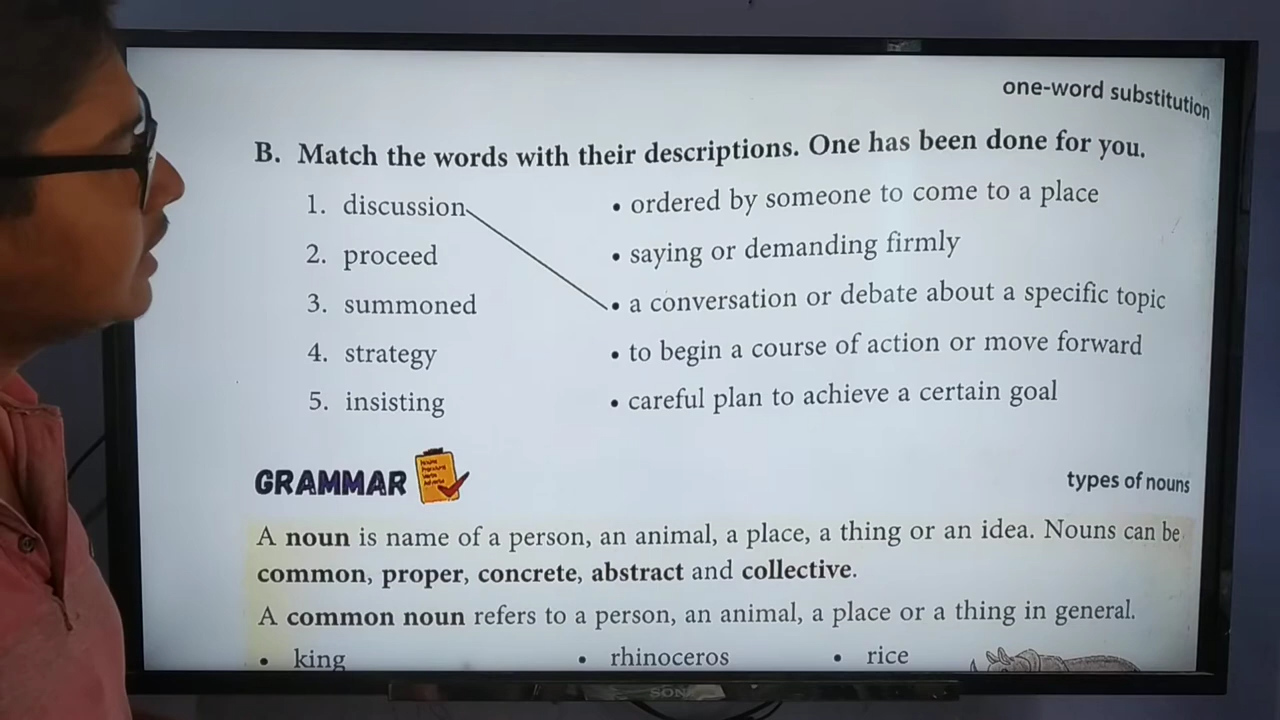 one-word substitution
B. Match the words with their descriptions. One has been done for you.
1. discussion • ordered by someone to come to a place
2. proceed • saying or demanding firmly
3. summoned • a conversation or debate about a specific topic
4. strategy • to begin a course of action or move forward
5. insisting • careful plan to achieve a certain goal
GRAMMAR types of nouns
A noun is name of a person, an animal, a place, a thing or an idea. Nouns can be
common, proper, concrete, abstract and collective.
A common noun refers to a person, an animal, a place or a thing in general.
• king • rhinoceros • rice
SONY